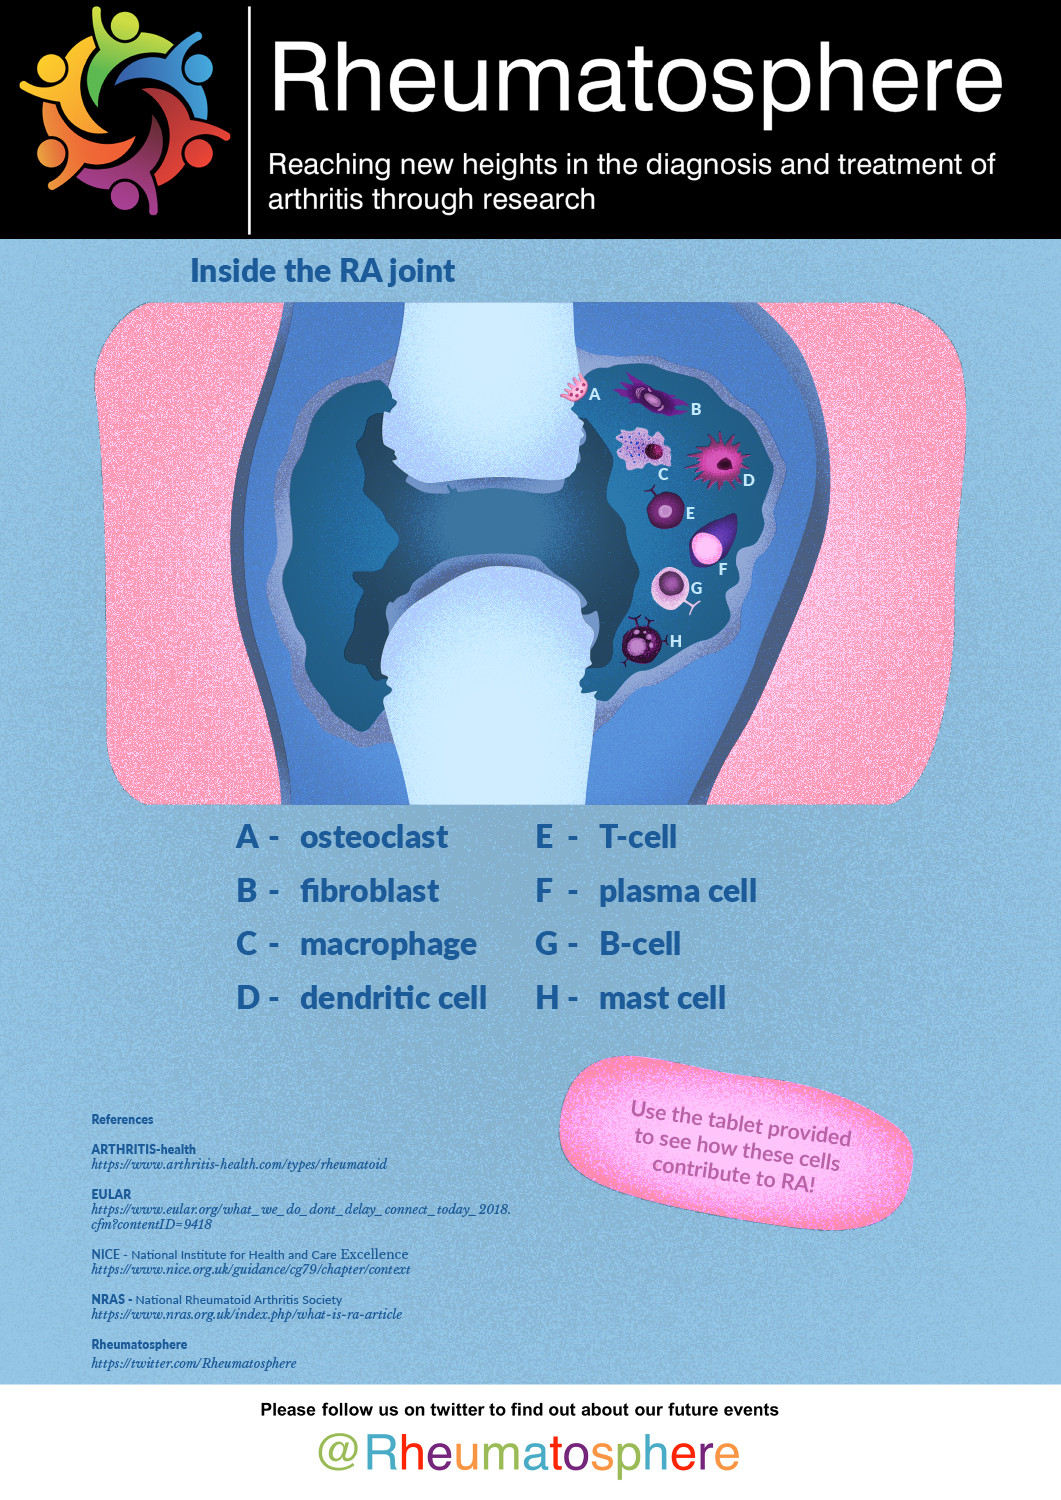 Rheumatosphere
Reaching new heights in the diagnosis and treatment of
arthritis through research
Inside the RA joint
A
B
C
D
E
F
G
H
A - osteoclast
B - fibroblast
C - macrophage
D - dendritic cell
E - T-cell
F - plasma cell
G - B-cell
H - mast cell
Use the tablet provided
to see how these cells
contribute to RA!
References
ARTHRITIS-health
https://www.arthritis-health.com/types/rheumatoid
EULAR
https://www.eular.org/what_we_do_dont_delay_connect_today_2018.
cfm?contentID=9418
NICE - National Institute for Health and Care Excellence
https://www.nice.org.uk/guidance/cg79/chapter/context
NRAS - National Rheumatoid Arthritis Society
https://www.nras.org.uk/index.php/what-is-ra-article
Rheumatosphere
https://twitter.com/Rheumatosphere
Please follow us on twitter to find out about our future events
@Rheumatosphere